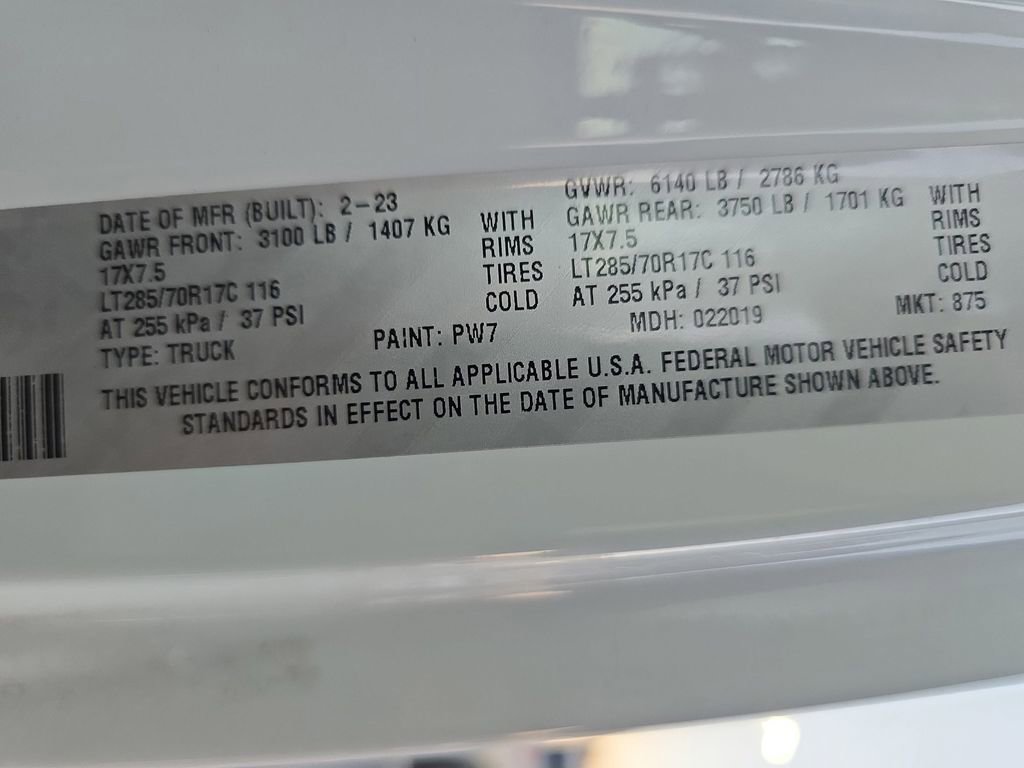 DATE OF MFR (BUILT): 2-23 GVWR: 6140 LB / 2786 KG
GAWR FRONT: 3100 LB / 1407 KG WITH GAWR REAR: 3750 LB / 1701 KG WITH
17X7.5 RIMS 17X7.5 RIMS
LT285/70R17C 116 TIRES LT285/70R17C 116 TIRES
AT 255 kPa / 37 PSI COLD AT 255 kPa / 37 PSI COLD
TYPE: TRUCK PAINT: PW7 MDH: 022019 MKT: 875
THIS VEHICLE CONFORMS TO ALL APPLICABLE U.S.A. FEDERAL MOTOR VEHICLE SAFETY
STANDARDS IN EFFECT ON THE DATE OF MANUFACTURE SHOWN ABOVE.